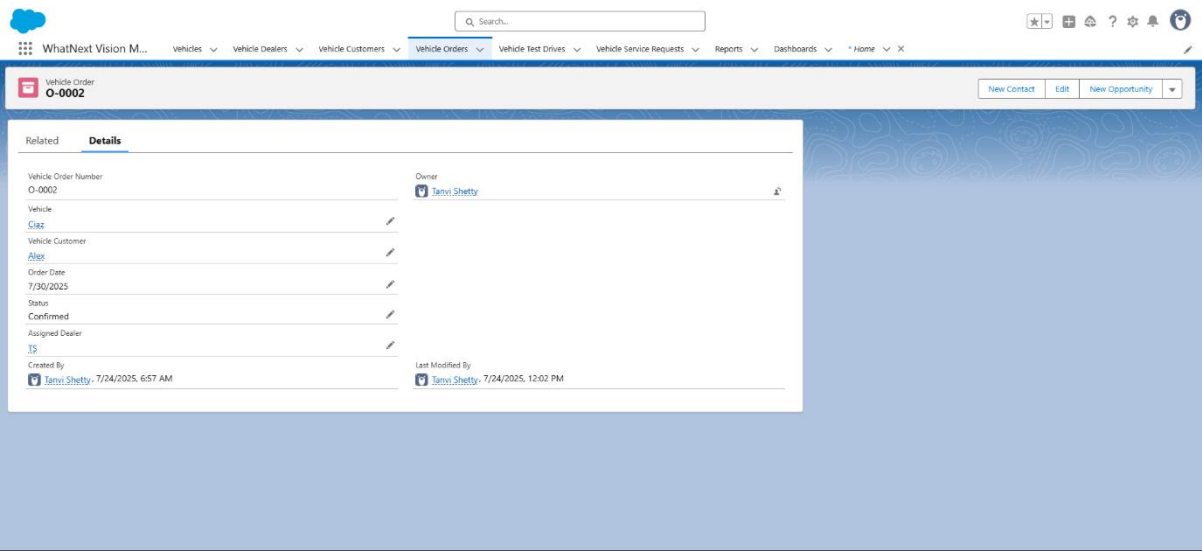 Search...
WhatNext Vision M...
Vehicles
Vehicle Dealers
Vehicle Customers
Vehicle Orders
Vehicle Test Drives
Vehicle Service Requests
Reports
Dashboards
* Home
Vehicle Order
O-0002
New Contact
Edit
New Opportunity
Related
Details
Vehicle Order Number
O-0002
Owner
Tanvi Shetty
Vehicle
Ciaz
Vehicle Customer
Alex
Order Date
7/30/2025
Status
Confirmed
Assigned Dealer
TS
Created By
Tanvi Shetty, 7/24/2025, 6:57 AM
Last Modified By
Tanvi Shetty, 7/24/2025, 12:02 PM